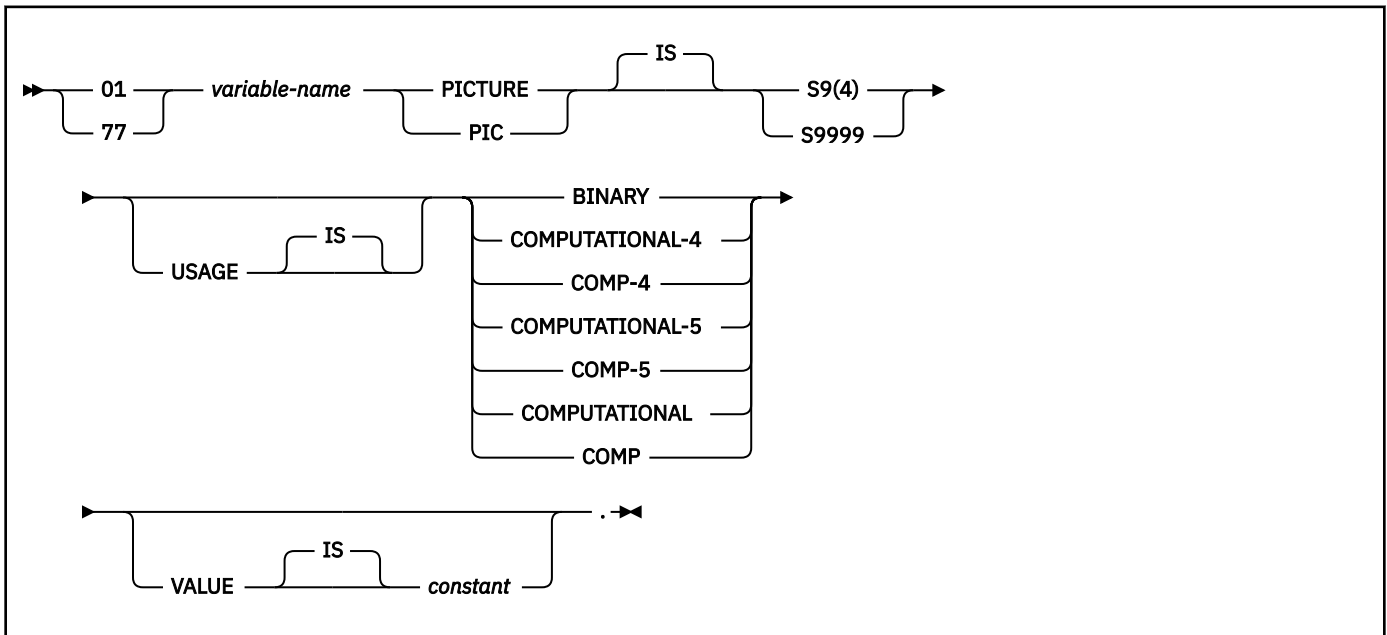 IS
01 variable-name PICTURE S9(4)
77 PIC S9999
BINARY
IS COMPUTATIONAL-4
USAGE COMP-4
COMPUTATIONAL-5
COMP-5
COMPUTATIONAL
COMP
.
IS
VALUE constant